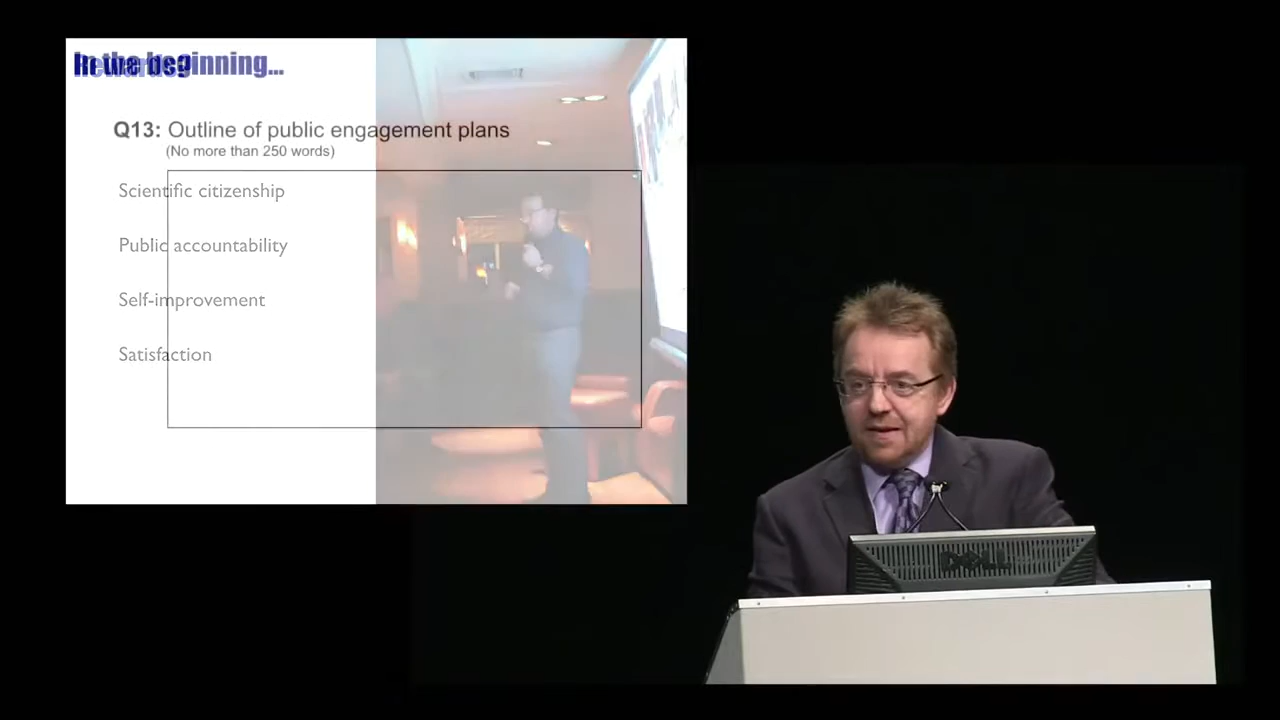 In the beginning...
Rewards?
Q13: Outline of public engagement plans
(No more than 250 words)
Scientific citizenship
Public accountability
Self-improvement
Satisfaction
DELL